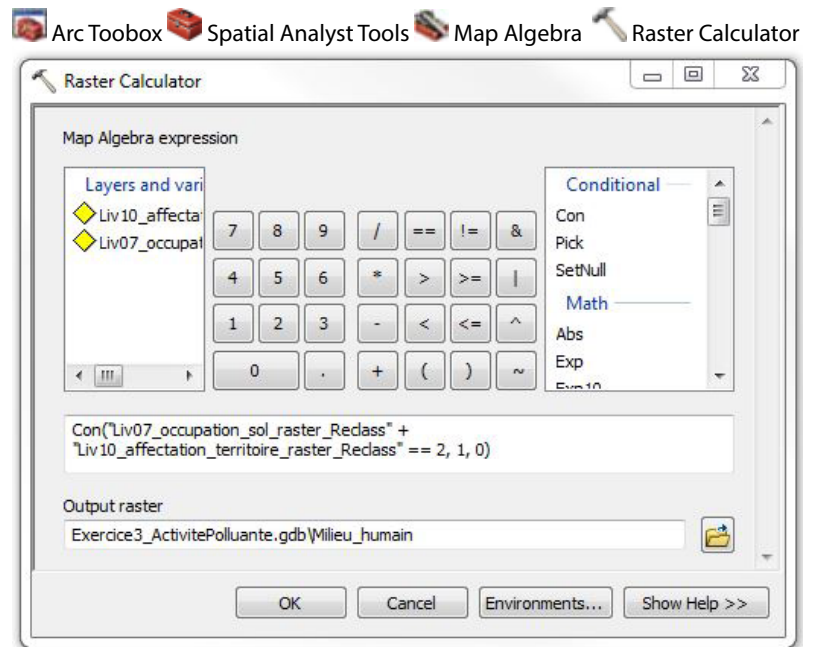 Arc Toobox Spatial Analyst Tools Map Algebra Raster Calculator
Raster Calculator
Map Algebra expression
Layers and vari
Liv10_affecta
Liv07_occupat
7 8 9 / == != &
4 5 6 * > >= |
1 2 3 - < <= ^
0 . + ( ) ~
Conditional
Con
Pick
SetNull
Math
Abs
Exp
Exp10
Con("Liv07_occupation_sol_raster_Reclass" +
"Liv10_affectation_territoire_raster_Reclass" == 2, 1, 0)
Output raster
Exercice3_ActivitePolluante.gdb\Milieu_humain
OK Cancel Environments... Show Help >>